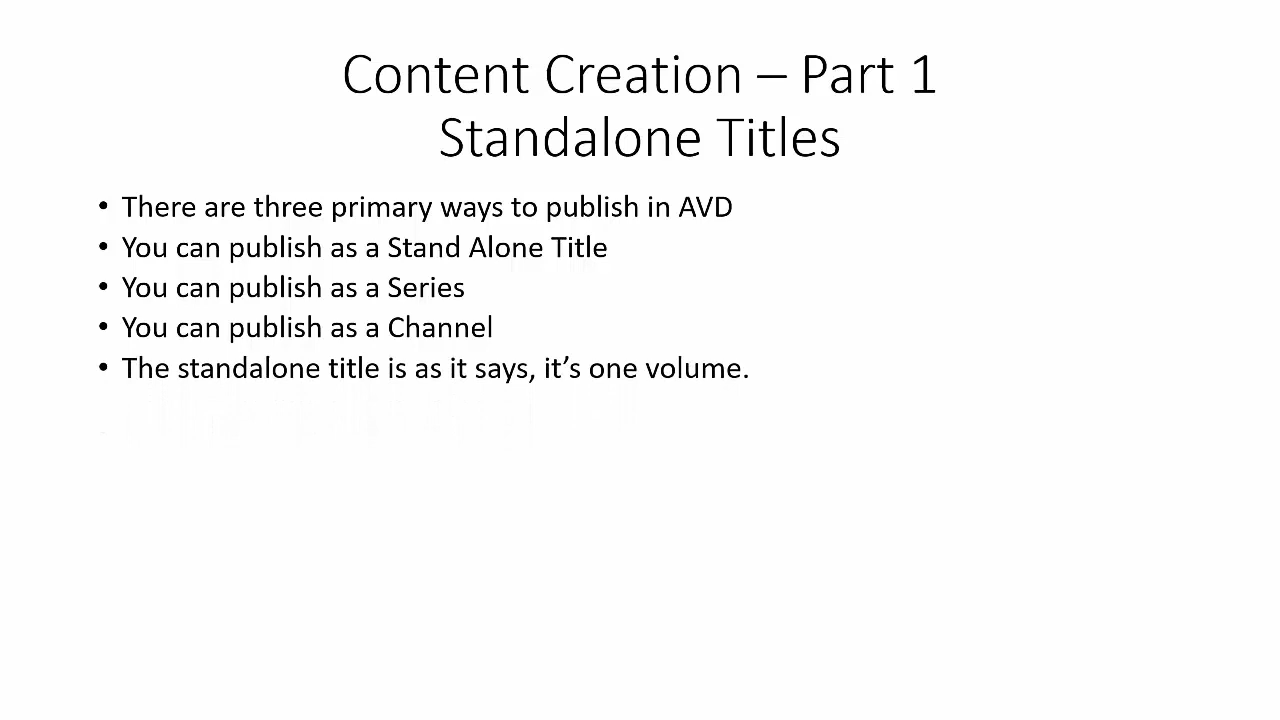 Content Creation – Part 1
Standalone Titles
• There are three primary ways to publish in AVD
• You can publish as a Stand Alone Title
• You can publish as a Series
• You can publish as a Channel
• The standalone title is as it says, it’s one volume.